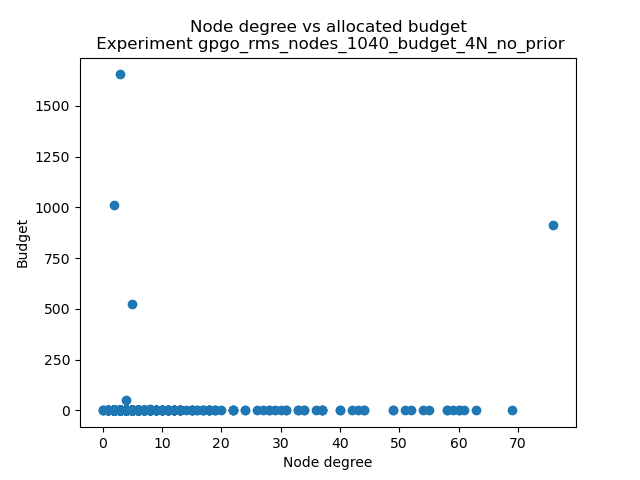 Node degree vs allocated budget
Experiment gpgo_rms_nodes_1040_budget_4N_no_prior
1500
1250
1000
750
500
250
0
Budget
0 10 20 30 40 50 60 70
Node degree